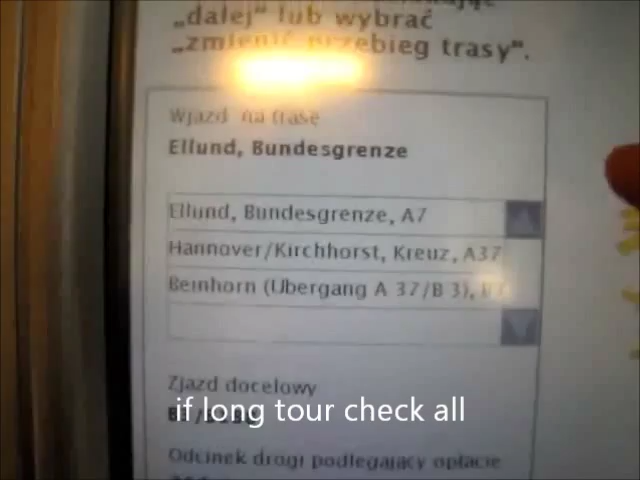 „dalej“ lub wybrać
„zmienić przebieg trasy“.
Wjazd na trasę
Ellund, Bundesgrenze
Ellund, Bundesgrenze, A7
Hannover/Kirchhorst, Kreuz, A37
Beinhorn (Übergang A 37/B 3),
Zjazd docelowy
if long tour check all
Odcinek drogi podlegający opłacie